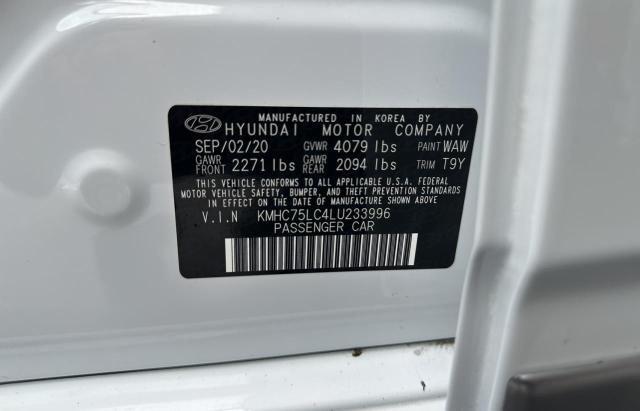 MANUFACTURED IN KOREA BY
HYUNDAI MOTOR COMPANY
SEP/02/20 GVWR 4079 lbs PAINT WAW
GAWR FRONT 2271 lbs GAWR REAR 2094 lbs TRIM T9Y
THIS VEHICLE CONFORMS TO ALL APPLICABLE U.S.A. FEDERAL
MOTOR VEHICLE SAFETY, BUMPER, AND THEFT PREVENTION STANDARDS
IN EFFECT ON THE DATE OF MANUFACTURE SHOWN ABOVE.
V.I.N KMHC75LC4LU233996
PASSENGER CAR